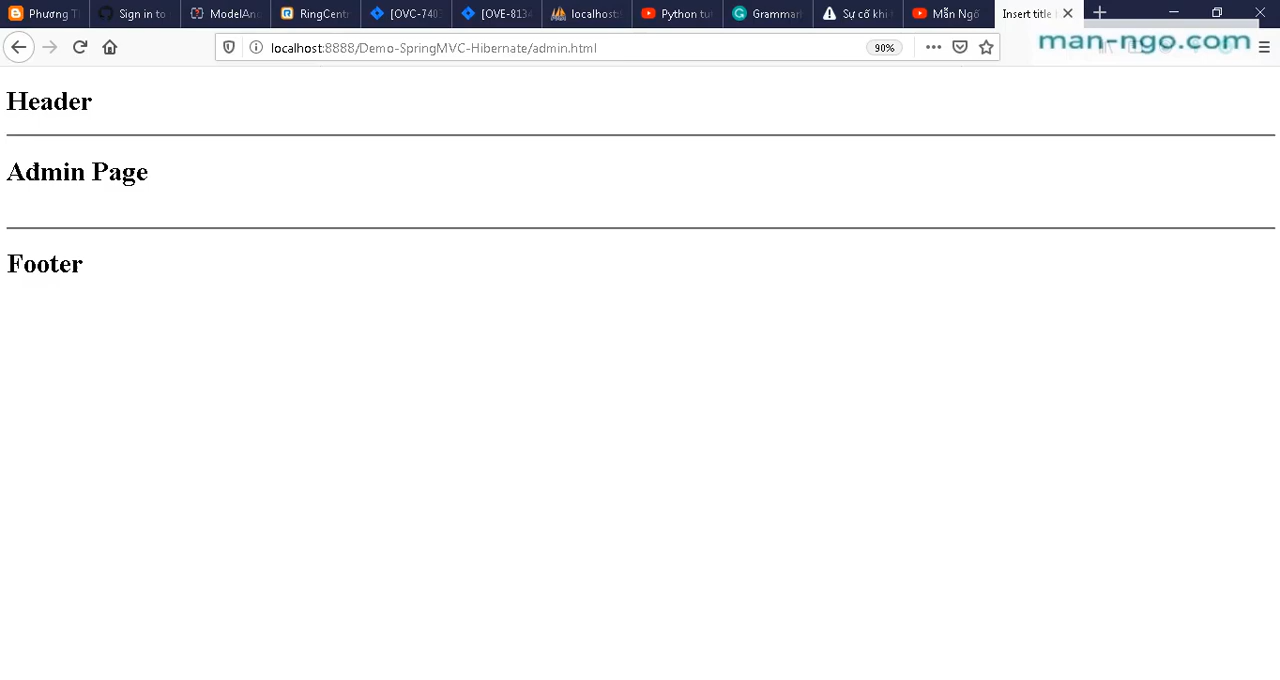 Phương T
Sign in to
ModelAn
RingCent
[OVC-740
[OVE-813
localhost:
Python tu
Grammar
Sự cố khi
Mẫn Ngô
Insert title
localhost:8888/Demo-SpringMVC-Hibernate/admin.html
90%
man-ngo.com
Header
Admin Page
Footer